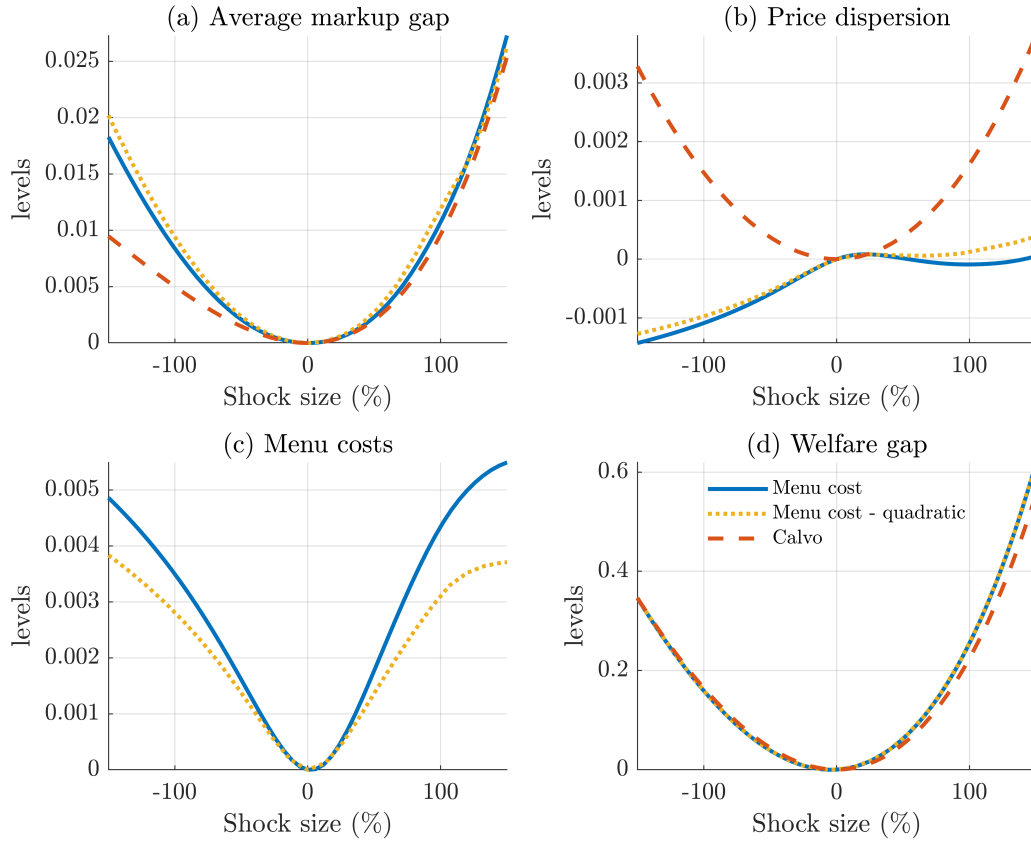 (a) Average markup gap
0.025
0.02
0.015
0.01
0.005
0
levels
-100 0 100
Shock size (%)
(b) Price dispersion
0.003
0.002
0.001
0
-0.001
levels
-100 0 100
Shock size (%)
(c) Menu costs
0.005
0.004
0.003
0.002
0.001
0
levels
-100 0 100
Shock size (%)
(d) Welfare gap
0.6
0.4
0.2
0
levels
Menu cost
Menu cost - quadratic
Calvo
-100 0 100
Shock size (%)